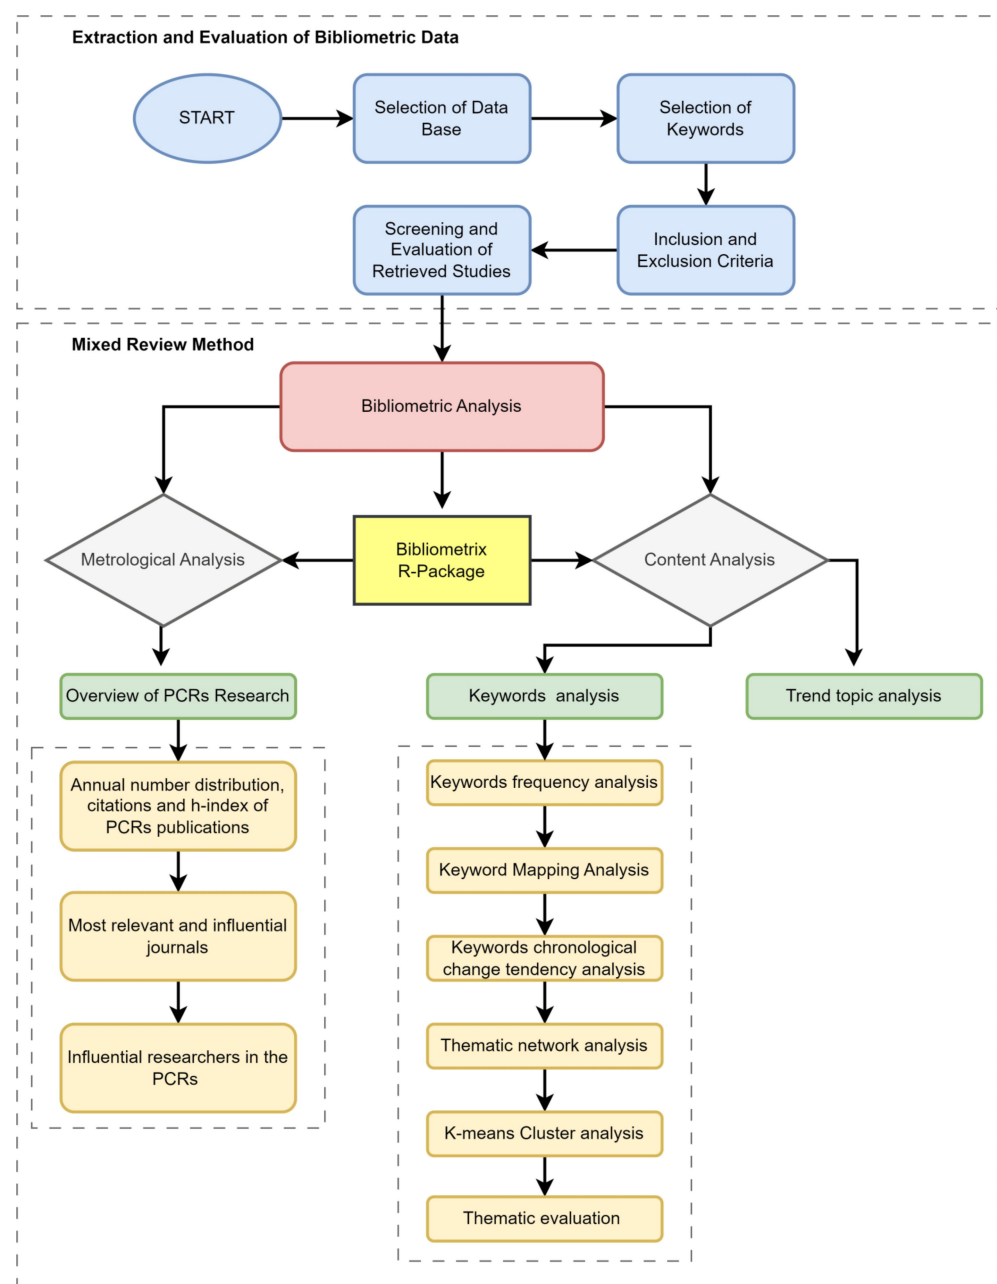 Extraction and Evaluation of Bibliometric Data
START
Selection of Data
Base
Selection of
Keywords
Screening and
Evaluation of
Retrieved Studies
Inclusion and
Exclusion Criteria
Mixed Review Method
Bibliometric Analysis
Metrological Analysis
Bibliometrix
R-Package
Content Analysis
Overview of PCRs Research
Keywords analysis
Trend topic analysis
Annual number distribution,
citations and h-index of
PCRs publications
Most relevant and influential
journals
Influential researchers in the
PCRs
Keywords frequency analysis
Keyword Mapping Analysis
Keywords chronological
change tendency analysis
Thematic network analysis
K-means Cluster analysis
Thematic evaluation